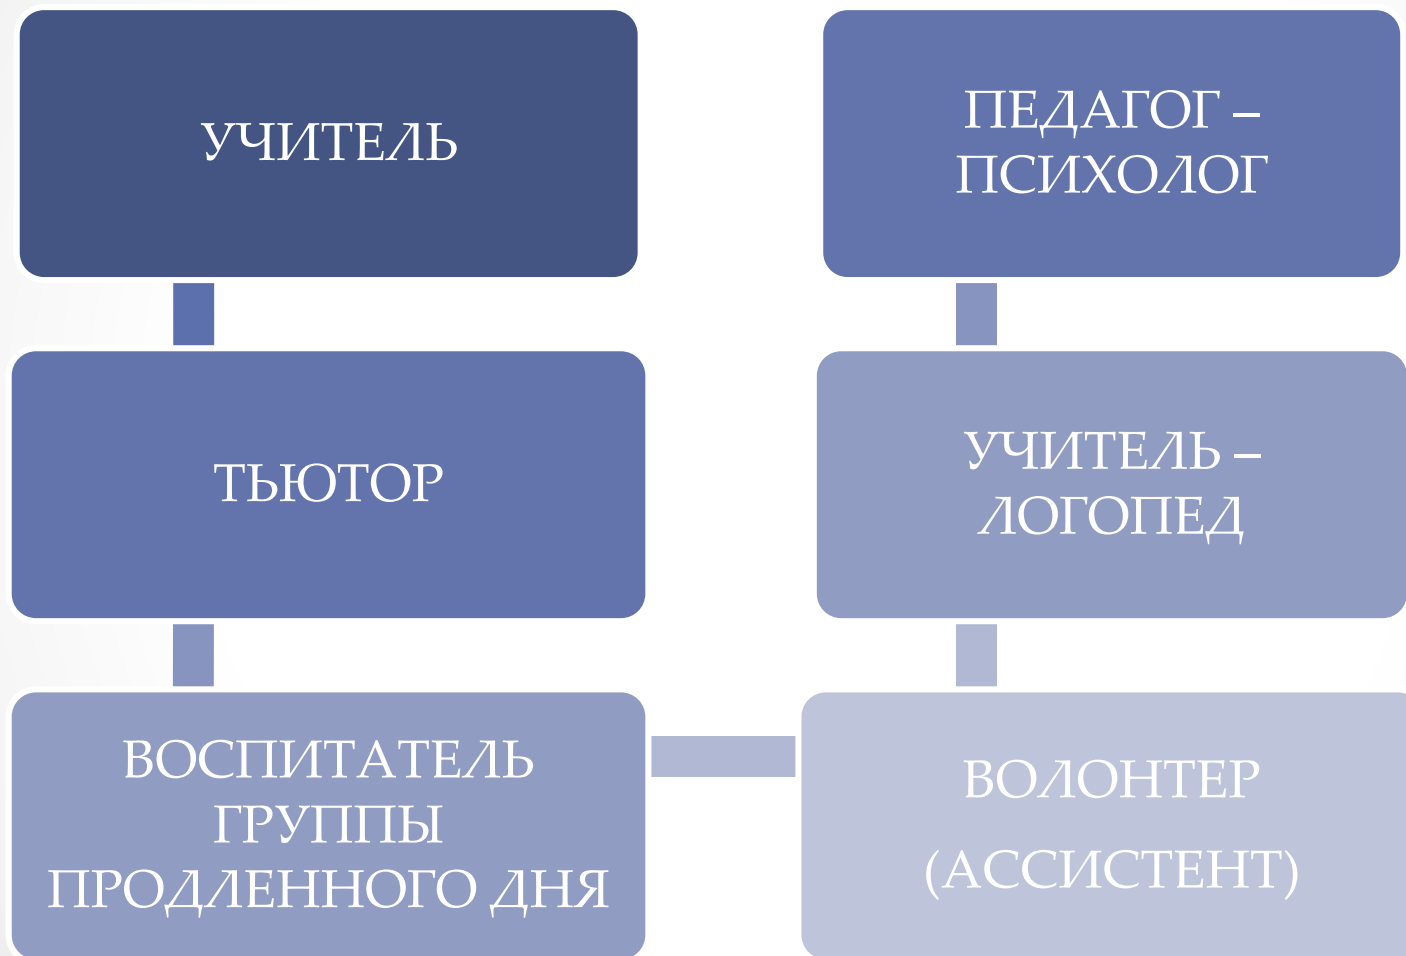 УЧИТЕЛЬ
ТЬЮТОР
ВОСПИТАТЕЛЬ
ГРУППЫ
ПРОДЛЕННОГО ДНЯ
ВОЛОНТЕР
(АССИСТЕНТ)
УЧИТЕЛЬ –
ЛОГОПЕД
ПЕДАГОГ –
ПСИХОЛОГ